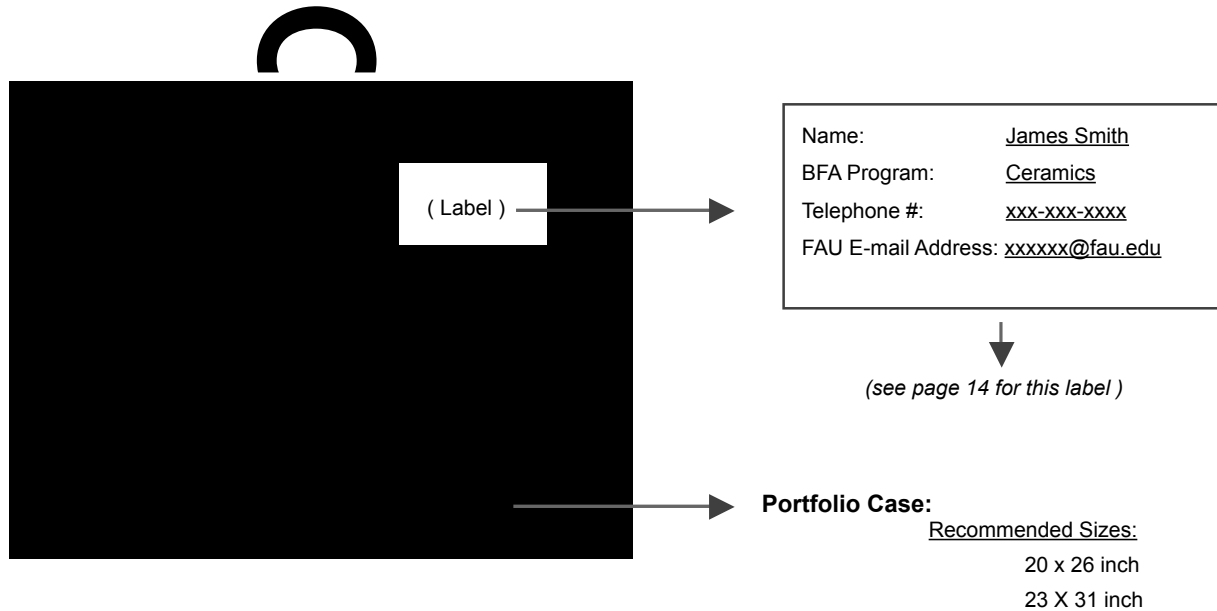 ( Label )
Name: James Smith
BFA Program: Ceramics
Telephone #: xxx-xxx-xxxx
FAU E-mail Address: xxxxxx@fau.edu
(see page 14 for this label )
Portfolio Case:
Recommended Sizes:
20 x 26 inch
23 X 31 inch